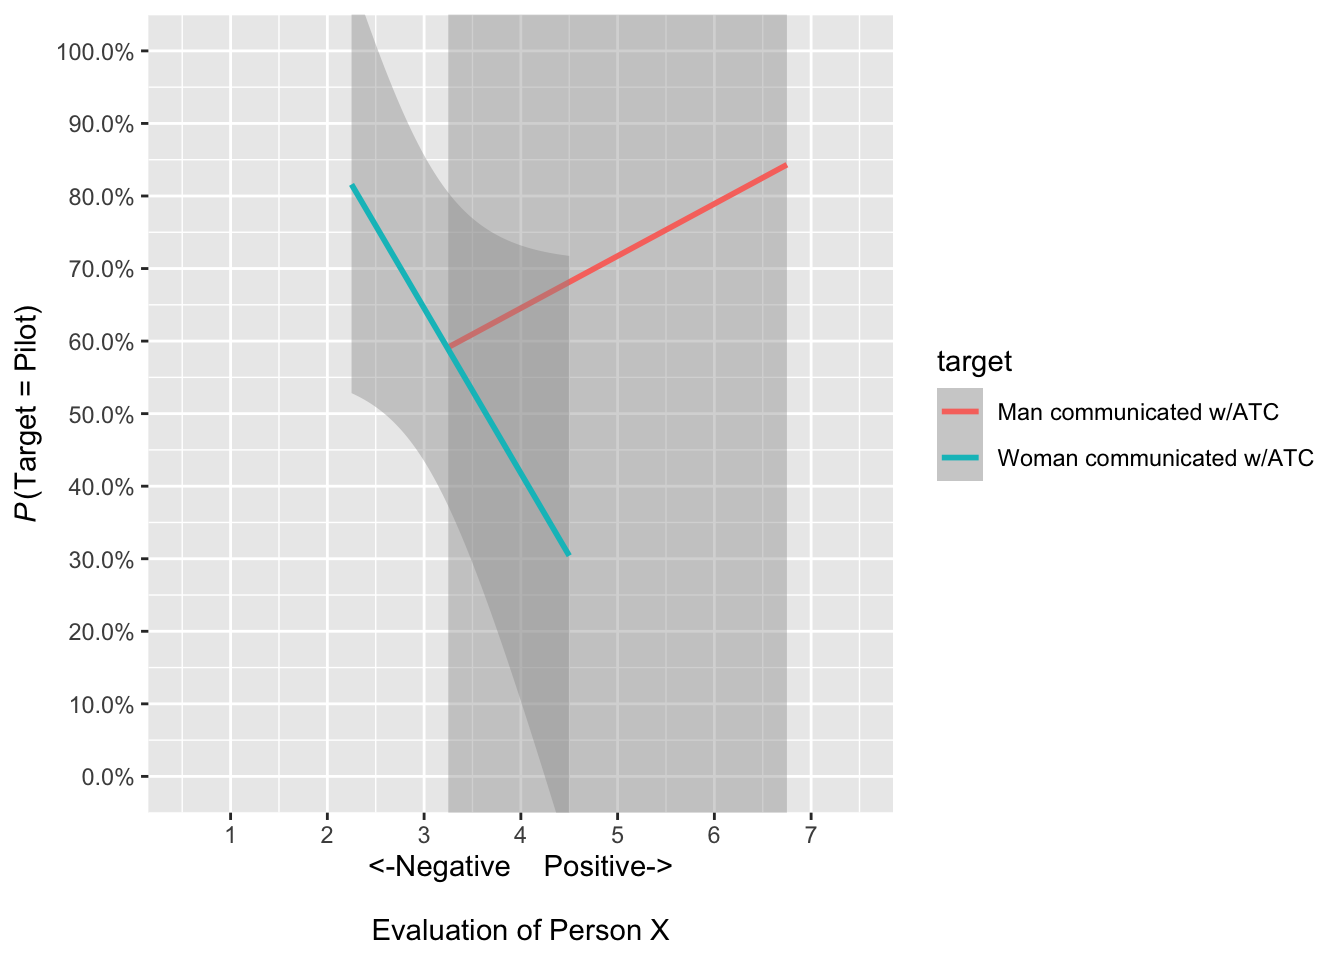 100.0%
90.0%
80.0%
70.0%
60.0%
50.0%
40.0%
30.0%
20.0%
10.0%
0.0%
P(Target = Pilot)
1 2 3 4 5 6 7
<-Negative Positive->
Evaluation of Person X
target
Man communicated w/ATC
Woman communicated w/ATC